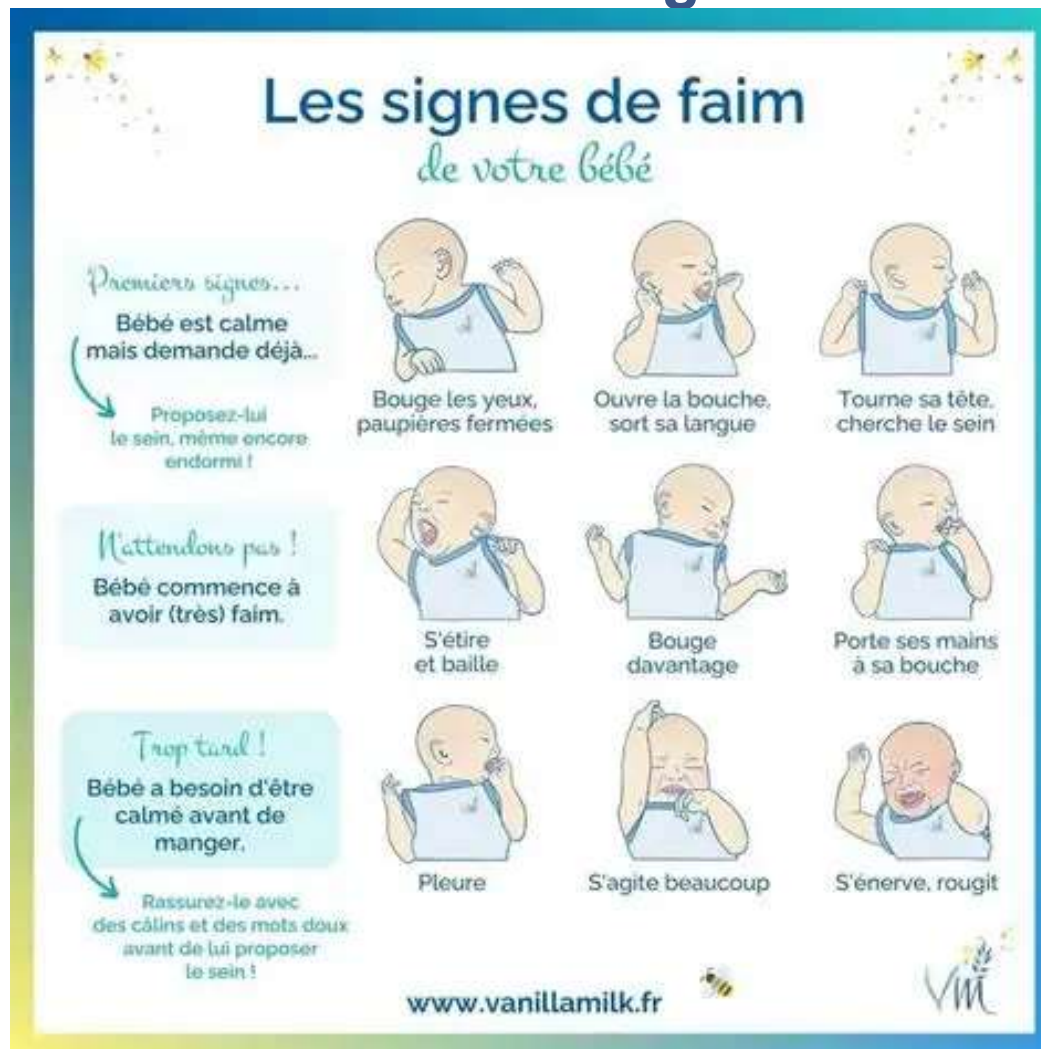 Les signes de faim
de votre bébé
Premiers signes...
Bébé est calme
mais demande déjà...
Proposez-lui
le sein, même encore
endormi !
Bouge les yeux,
paupières fermées
Ouvre la bouche,
sort sa langue
Tourne sa tête,
cherche le sein
N'attendons pas !
Bébé commence à
avoir (très) faim.
S'étire
et baille
Bouge
davantage
Porte ses mains
à sa bouche
Trop tard !
Bébé a besoin d'être
calmé avant de
manger.
Rassurez-le avec
des câlins et des mots doux
avant de lui proposer
le sein !
Pleure
S'agite beaucoup
S'énerve, rougit
www.vanillamilk.fr
VM